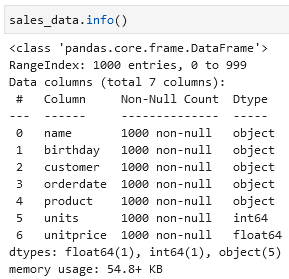 sales_data.info()
<class 'pandas.core.frame.DataFrame'>
RangeIndex: 1000 entries, 0 to 999
Data columns (total 7 columns):
 #   Column     Non-Null Count  Dtype
---  ------     --------------  -----
 0   name       1000 non-null   object
 1   birthday   1000 non-null   object
 2   customer   1000 non-null   object
 3   orderdate  1000 non-null   object
 4   product    1000 non-null   object
 5   units      1000 non-null   int64
 6   unitprice  1000 non-null   float64
dtypes: float64(1), int64(1), object(5)
memory usage: 54.8+ KB